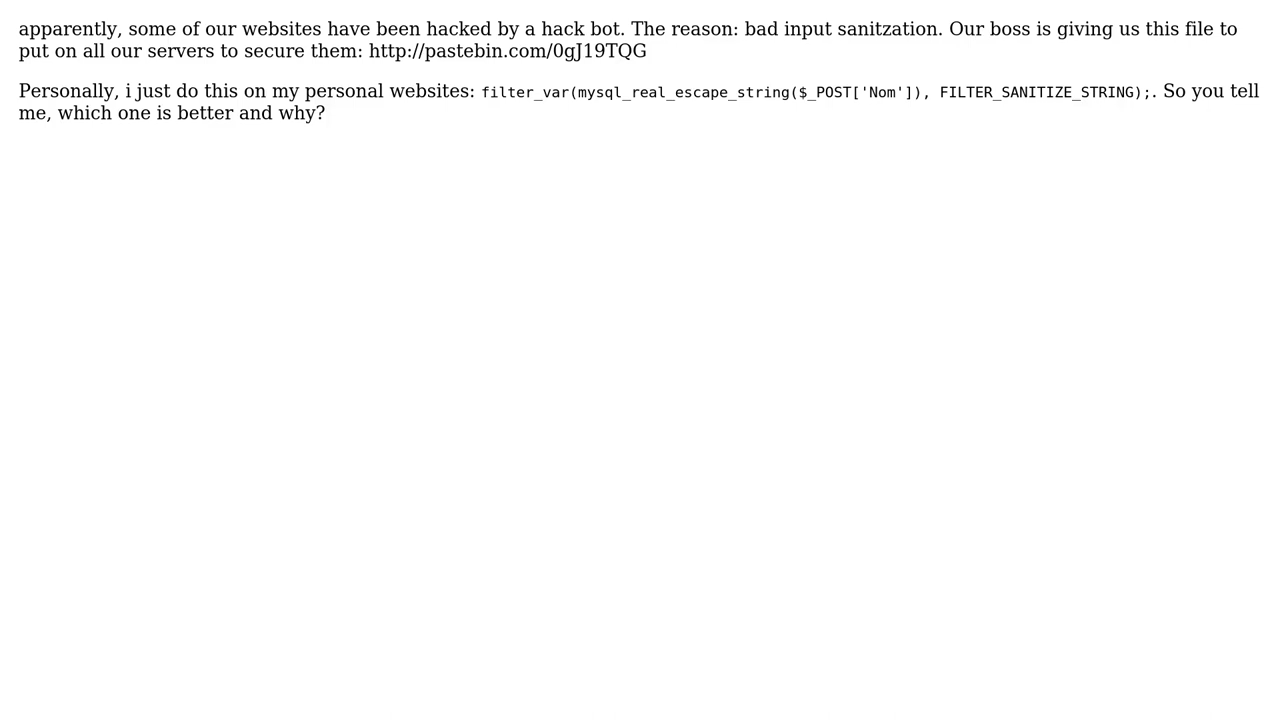 apparently, some of our websites have been hacked by a hack bot. The reason: bad input sanitzation. Our boss is giving us this file to
put on all our servers to secure them: http://pastebin.com/0gJ19TQG
Personally, i just do this on my personal websites: filter_var(mysql_real_escape_string($_POST['Nom']), FILTER_SANITIZE_STRING);. So you tell
me, which one is better and why?